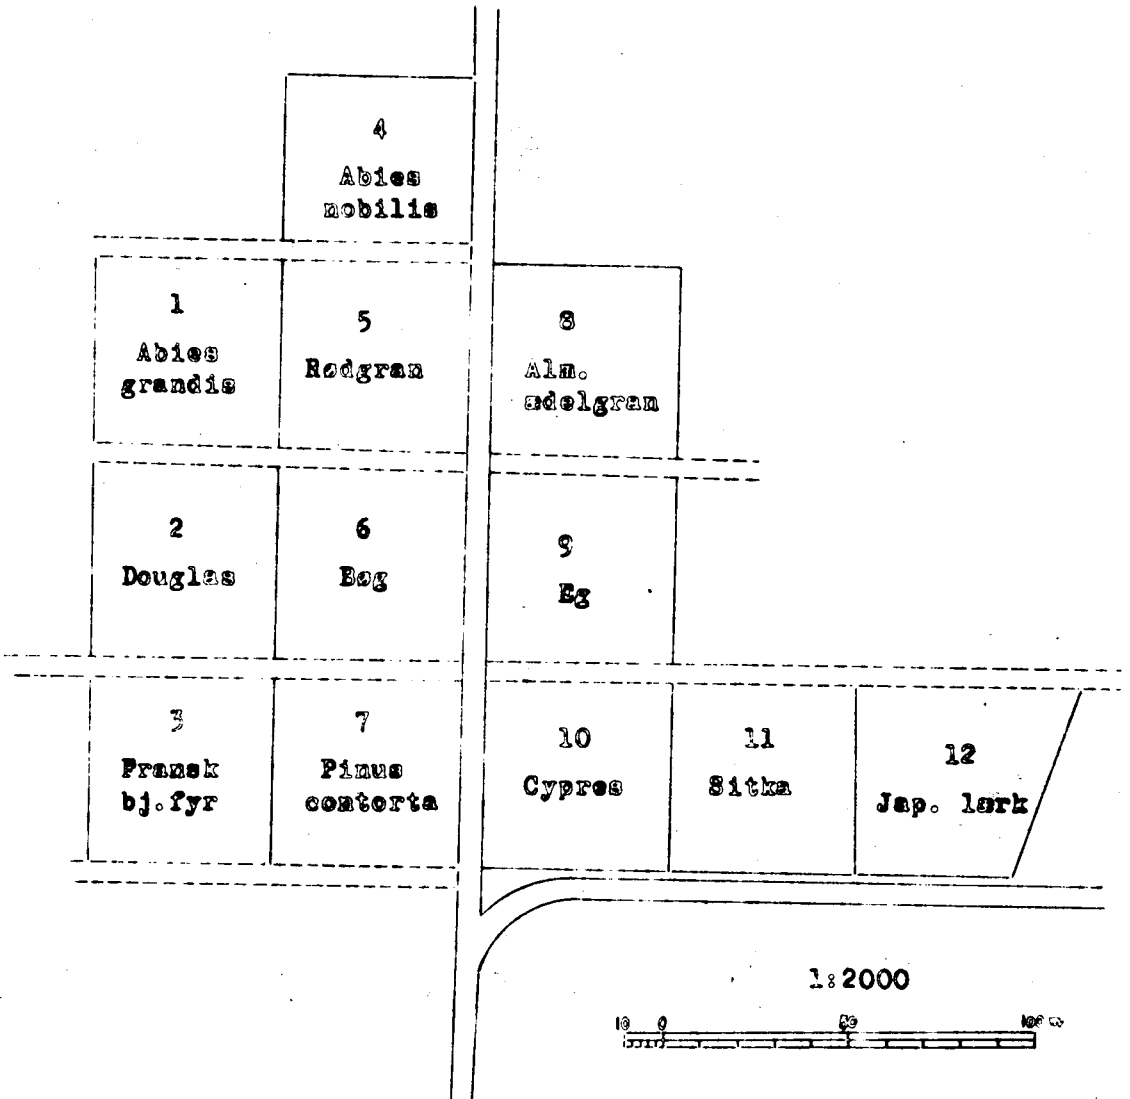 4
Abies
nobilis
1
Abies
grandis
5
Rødgran
8
Alm.
ædelgran
2
Douglas
6
Bøg
9
Eg
3
Fransk
bj.fyr
7
Pinus
contorta
10
Cypres
11
Sitka
12
Jap. lærk
1:2000
10 0 50 100 m